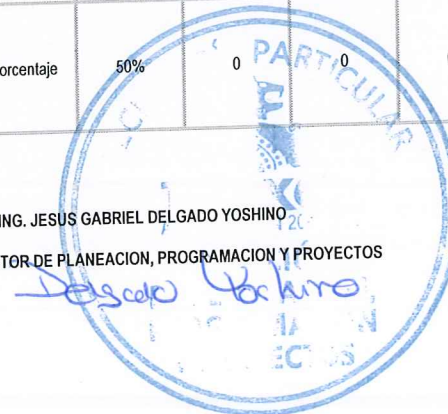 orcentaje 50% 0 0
PARTICULAR
ING. JESUS GABRIEL DELGADO YOSHINO
TOR DE PLANEACION, PROGRAMACION Y PROYECTOS
Delgado Yoshino